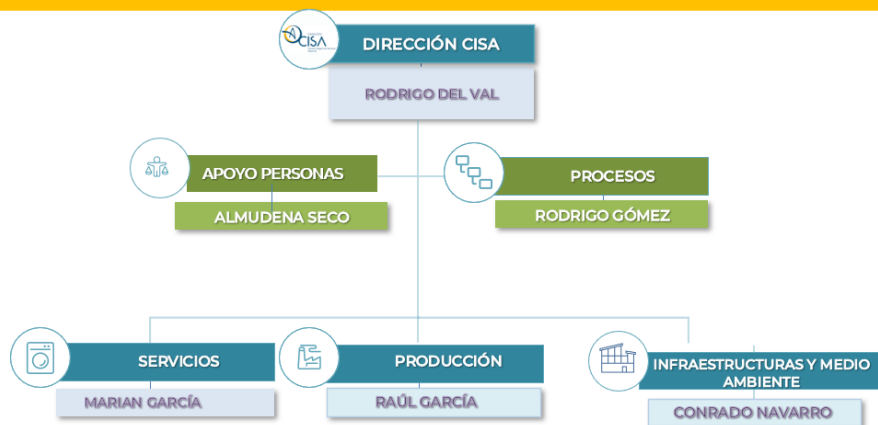 CISA
DIRECCIÓN CISA
RODRIGO DEL VAL
APOYO PERSONAS
ALMUDENA SECO
PROCESOS
RODRIGO GÓMEZ
SERVICIOS
MARIAN GARCÍA
PRODUCCIÓN
RAÚL GARCÍA
INFRAESTRUCTURAS Y MEDIO
AMBIENTE
CONRADO NAVARRO